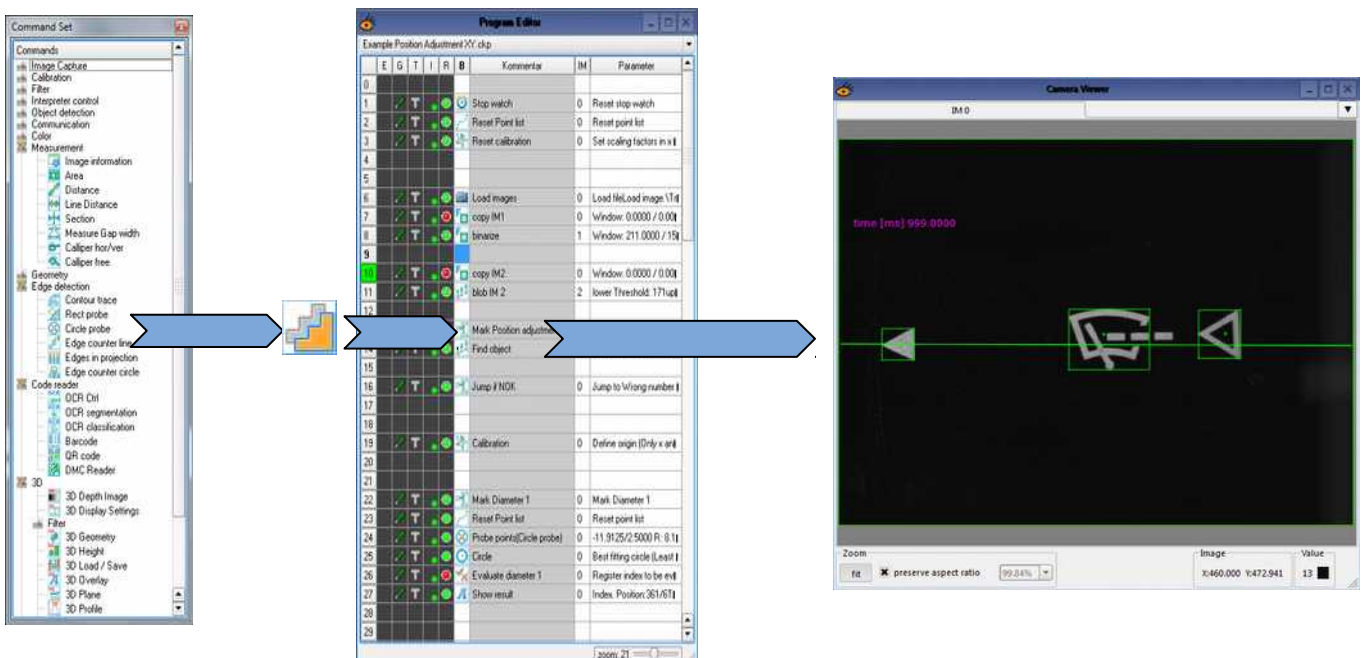 Command Set
Commands
Image Capture
Calibration
Filter
Interpreter control
Object detection
Communication
Color
Measurement
Image information
Area
Distance
Line Distance
Section
Measure Gap width
Calliper hor/ver
Calliper free
Geometry
Edge detection
Contour trace
Rect probe
Circle probe
Edge counter line
Edges in projection
Edge counter circle
Code reader
OCR Ctrl
OCR segmentation
OCR classification
Barcode
QR code
DMC Reader
3D
3D Depth Image
3D Display Settings
Filter
3D Geometry
3D Height
3D Load / Save
3D Overlay
3D Plane
3D Profile
Program Editor
Example Position Adjustment XY.ckp
E G T I R B Kommentar IM Parameter
0
1 T Stop watch 0 Reset stop watch
2 T Reset Point list 0 Reset point list
3 T Reset calibration 0 Set scaling factors in x
4
5
6 T Load images 0 Load fileLoad image.\
7 T copy IM1 0 Window: 0.0000 / 0.00
8 T binarize 1 Window: 211.0000 / 15
9
10 T copy IM2 0 Window: 0.0000 / 0.00
11 T blob IM 2 2 lower Threshold: 171up
12
Mark Position adjustme
Find object
15
16 T Jump if NOK 0 Jump to Wrong number
17
18
19 T Calibration 0 Define origin (Only x an
20
21
22 T Mark Diameter 1 0 Mark Diameter 1
23 T Reset Point list 0 Reset point list
24 T Probe points(Circle probe) 0 -11.9125/2.5000 R: 8.1
25 T Circle 0 Best fitting circle (Least
26 T Evaluate diameter 1 0 Register index to be ev
27 T Show result 0 Index. Position:361/61
28
29
zoom: 21
Camera Viewer
IM 0
time [ms] 999.0000
Zoom Image Value
fit preserve aspect ratio 99.84% X:460.000 Y:472.941 13